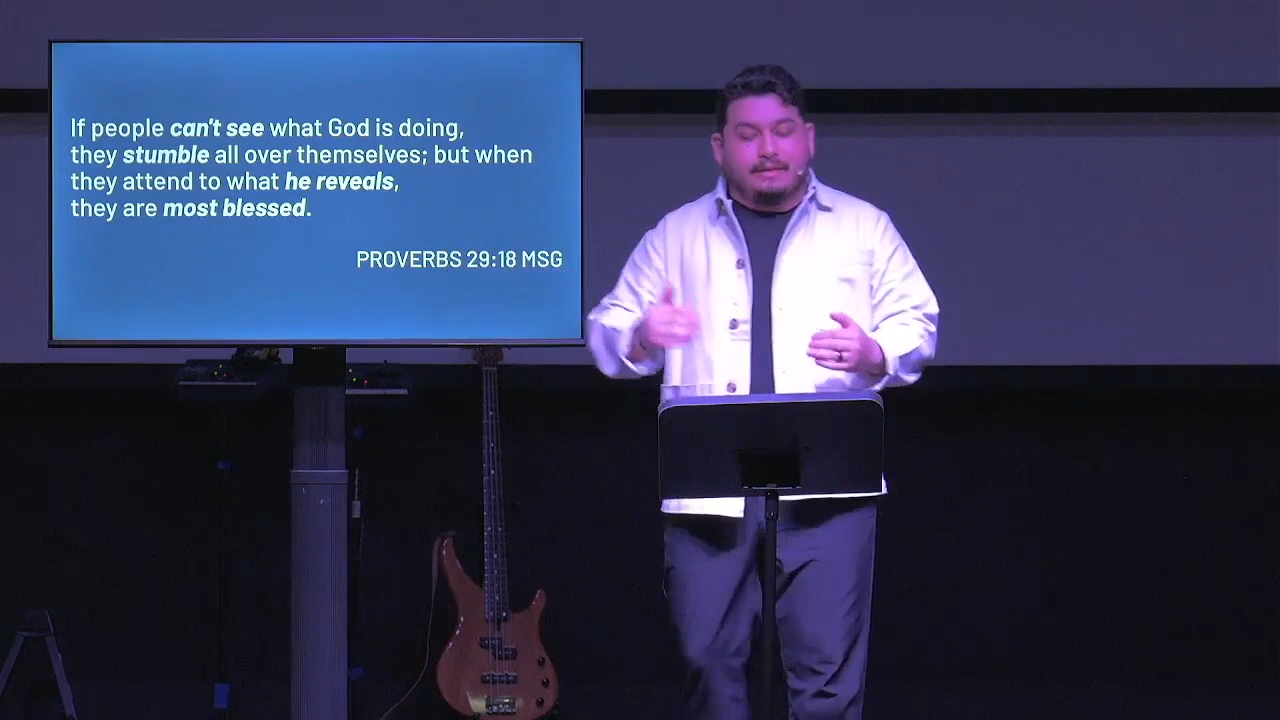 If people can't see what God is doing,
they stumble all over themselves; but when
they attend to what he reveals,
they are most blessed.
PROVERBS 29:18 MSG